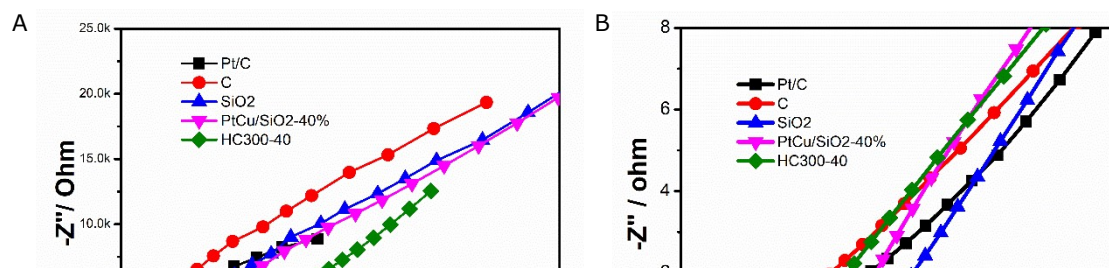 A
25.0k
20.0k
15.0k
10.0k
-Z''/ Ohm
Pt/C
C
SiO2
PtCu/SiO2-40%
HC300-40
B
8
6
4
-Z'' / ohm
Pt/C
C
SiO2
PtCu/SiO2-40%
HC300-40